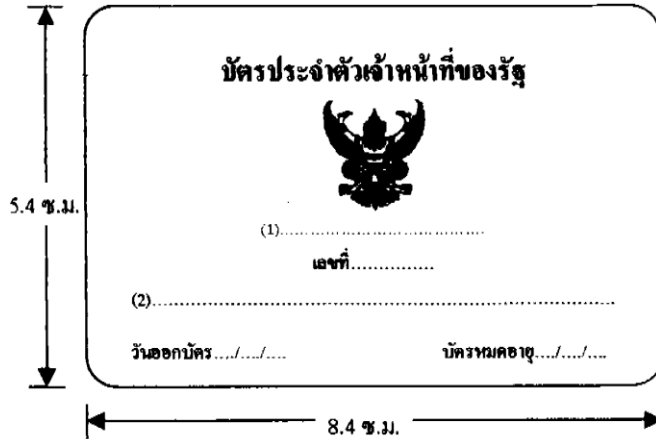 บัตรประจำตัวเจ้าหน้าที่ของรัฐ
5.4 ซ.ม.
(1)....................................
เลขที่...............
(2)....................................................................................
วันออกบัตร..../..../....
บัตรหมดอายุ..../..../....
8.4 ซ.ม.